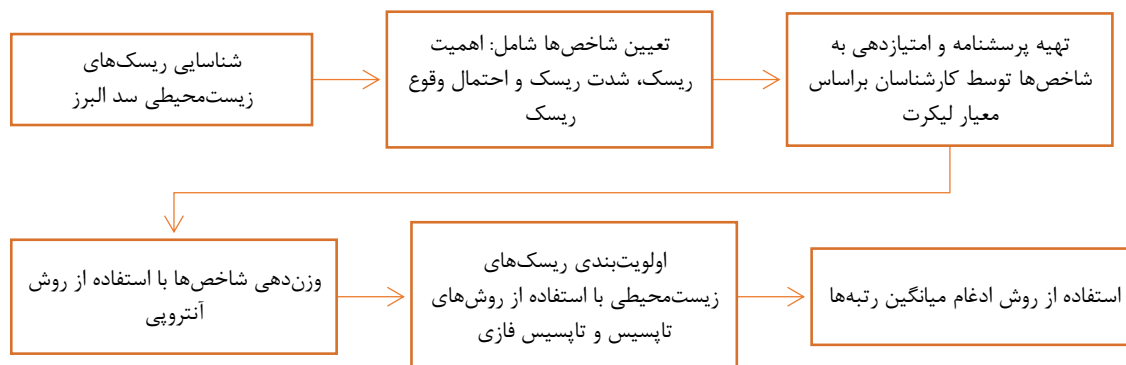 شناسایی ریسک‌های
زیست‌محیطی سد البرز
تعیین شاخص‌ها شامل: اهمیت
ریسک، شدت ریسک و احتمال وقوع
ریسک
تهیه پرسشنامه و امتیازدهی به
شاخص‌ها توسط کارشناسان براساس
معیار لیکرت
وزن‌دهی شاخص‌ها با استفاده از روش
آنتروپی
اولویت‌بندی ریسک‌های
زیست‌محیطی با استفاده از روش‌های
تاپسیس و تاپسیس فازی
استفاده از روش ادغام میانگین رتبه‌ها